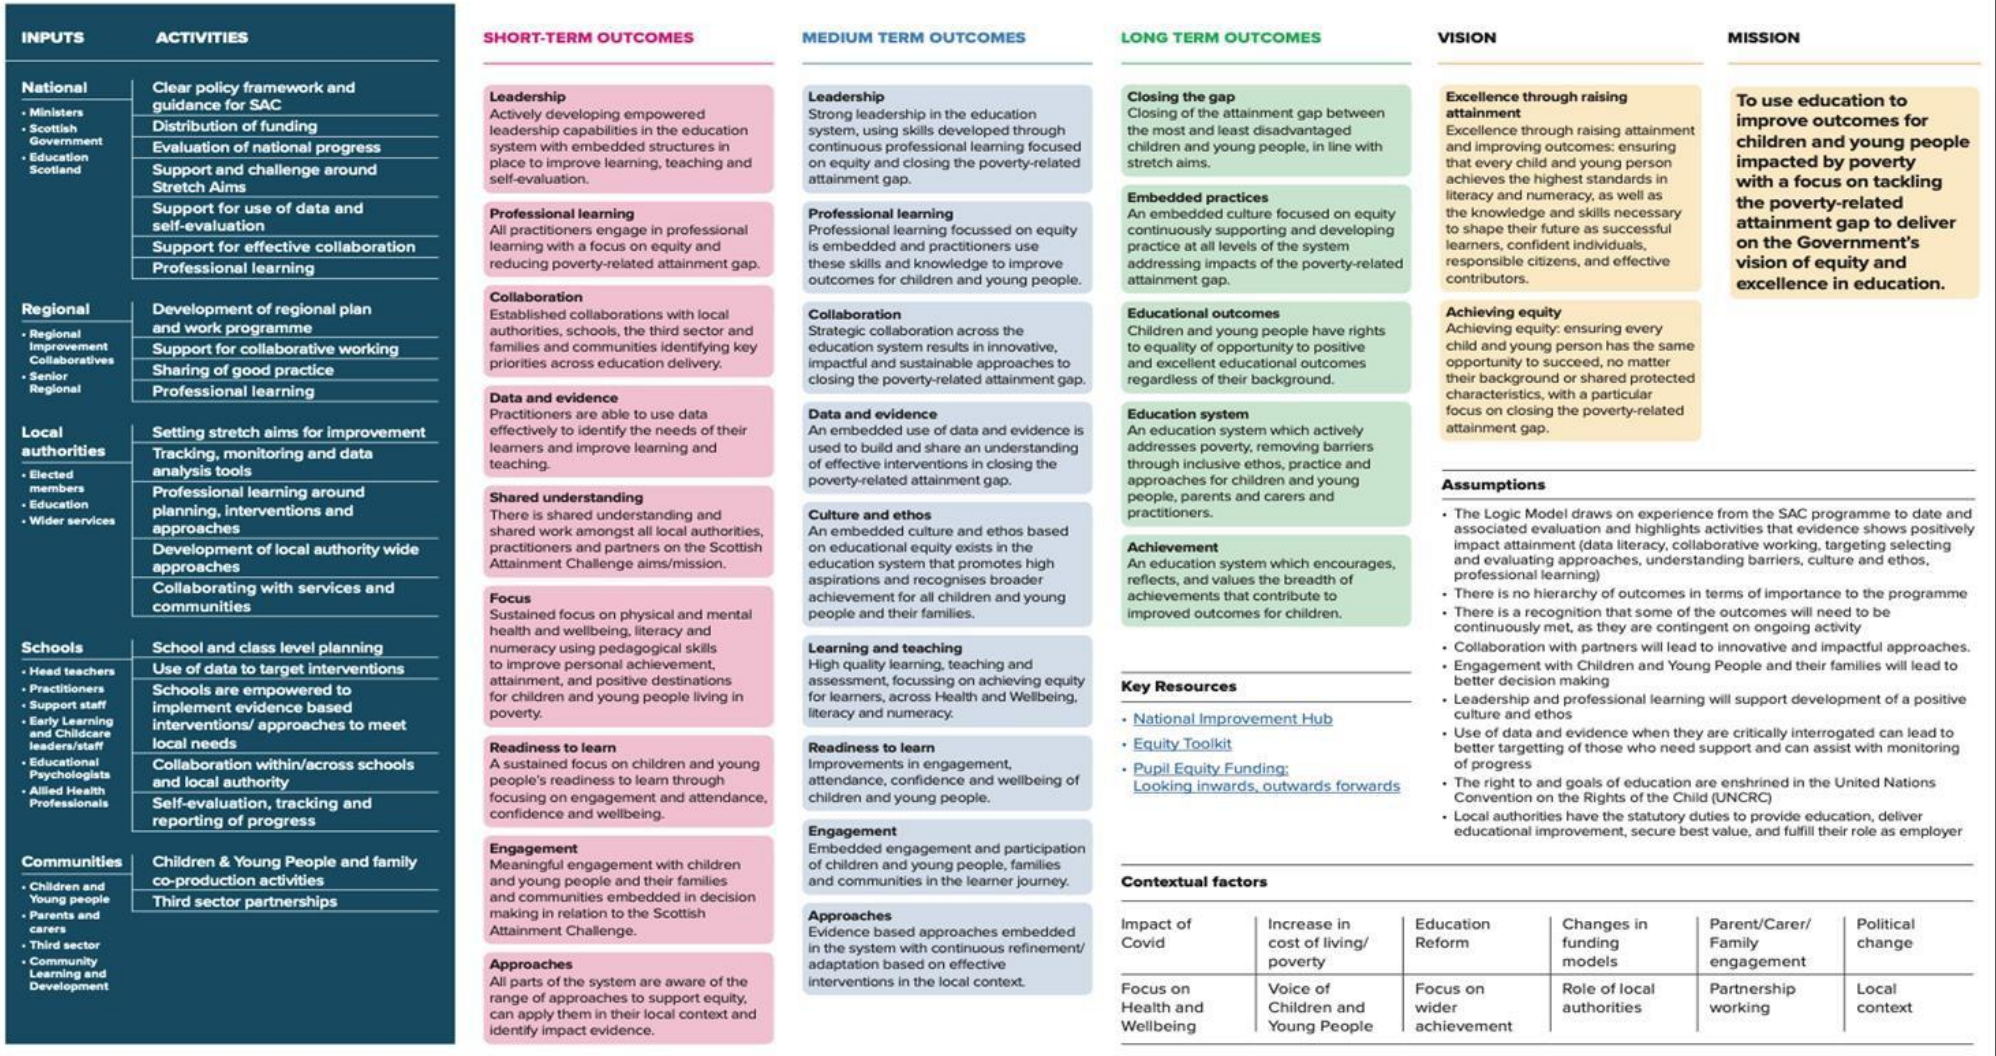 INPUTS
ACTIVITIES
National
• Ministers
• Scottish
Government
• Education
Scotland
Clear policy framework and
guidance for SAC
Distribution of funding
Evaluation of national progress
Support and challenge around
Stretch Aims
Support for use of data and
self-evaluation
Support for effective collaboration
Professional learning
Regional
• Regional
Improvement
Collaboratives
• Senior
Regional
Development of regional plan
and work programme
Support for collaborative working
Sharing of good practice
Professional learning
Local
authorities
• Elected
members
• Education
• Wider services
Setting stretch aims for improvement
Tracking, monitoring and data
analysis tools
Professional learning around
planning, interventions and
approaches
Development of local authority wide
approaches
Collaborating with services and
communities
Schools
• Head teachers
• Practitioners
• Support staff
• Early Learning
and Childcare
leaders/staff
• Educational
Psychologists
• Allied Health
Professionals
School and class level planning
Use of data to target interventions
Schools are empowered to
implement evidence based
interventions/ approaches to meet
local needs
Collaboration within/across schools
and local authority
Self-evaluation, tracking and
reporting of progress
Communities
• Children and
Young people
• Parents and
carers
• Third sector
• Community
Learning and
Development
Children & Young People and family
co-production activities
Third sector partnerships
SHORT-TERM OUTCOMES
Leadership
Actively developing empowered
leadership capabilities in the education
system with embedded structures in
place to improve learning, teaching and
self-evaluation.
Professional learning
All practitioners engage in professional
learning with a focus on equity and
reducing poverty-related attainment gap.
Collaboration
Established collaborations with local
authorities, schools, the third sector and
families and communities identifying key
priorities across education delivery.
Data and evidence
Practitioners are able to use data
effectively to identify the needs of their
learners and improve learning and
teaching.
Shared understanding
There is shared understanding and
shared work amongst all local authorities,
practitioners and partners on the Scottish
Attainment Challenge aims/mission.
Focus
Sustained focus on physical and mental
health and wellbeing, literacy and
numeracy using pedagogical skills
to improve personal achievement,
attainment, and positive destinations
for children and young people living in
poverty.
Readiness to learn
A sustained focus on children and young
people's readiness to learn through
focusing on engagement and attendance,
confidence and wellbeing.
Engagement
Meaningful engagement with children
and young people and their families
and communities embedded in decision
making in relation to the Scottish
Attainment Challenge.
Approaches
All parts of the system are aware of the
range of approaches to support equity,
can apply them in their local context and
identify impact evidence.
MEDIUM TERM OUTCOMES
Leadership
Strong leadership in the education
system, using skills developed through
continuous professional learning focused
on equity and closing the poverty-related
attainment gap.
Professional learning
Professional learning focussed on equity
is embedded and practitioners use
these skills and knowledge to improve
outcomes for children and young people.
Collaboration
Strategic collaboration across the
education system results in innovative,
impactful and sustainable approaches to
closing the poverty-related attainment gap.
Data and evidence
An embedded use of data and evidence is
used to build and share an understanding
of effective interventions in closing the
poverty-related attainment gap.
Culture and ethos
An embedded culture and ethos based
on educational equity exists in the
education system that promotes high
aspirations and recognises broader
achievement for all children and young
people and their families.
Learning and teaching
High quality learning, teaching and
assessment, focussing on achieving equity
for learners, across Health and Wellbeing,
literacy and numeracy.
Readiness to learn
Improvements in engagement,
attendance, confidence and wellbeing of
children and young people.
Engagement
Embedded engagement and participation
of children and young people, families
and communities in the learner journey.
Approaches
Evidence based approaches embedded
in the system with continuous refinement/
adaptation based on effective
interventions in the local context.
LONG TERM OUTCOMES
Closing the gap
Closing of the attainment gap between
the most and least disadvantaged
children and young people, in line with
stretch aims.
Embedded practices
An embedded culture focused on equity
continuously supporting and developing
practice at all levels of the system
addressing impacts of the poverty-related
attainment gap.
Educational outcomes
Children and young people have rights
to equality of opportunity to positive
and excellent educational outcomes
regardless of their background.
Education system
An education system which actively
addresses poverty, removing barriers
through inclusive ethos, practice and
approaches for children and young
people, parents and carers and
practitioners.
Achievement
An education system which encourages,
reflects, and values the breadth of
achievements that contribute to
improved outcomes for children.
Key Resources
• National Improvement Hub
• Equity Toolkit
• Pupil Equity Funding:
Looking inwards, outwards forwards
VISION
Excellence through raising
attainment
Excellence through raising attainment
and improving outcomes: ensuring
that every child and young person
achieves the highest standards in
literacy and numeracy, as well as
the knowledge and skills necessary
to shape their future as successful
learners, confident individuals,
responsible citizens, and effective
contributors.
Achieving equity
Achieving equity: ensuring every
child and young person has the same
opportunity to succeed, no matter
their background or shared protected
characteristics, with a particular
focus on closing the poverty-related
attainment gap.
MISSION
To use education to
improve outcomes for
children and young people
impacted by poverty
with a focus on tackling
the poverty-related
attainment gap to deliver
on the Government's
vision of equity and
excellence in education.
Assumptions
• The Logic Model draws on experience from the SAC programme to date and
associated evaluation and highlights activities that evidence shows positively
impact attainment (data literacy, collaborative working, targeting selecting
and evaluating approaches, understanding barriers, culture and ethos,
professional learning)
• There is no hierarchy of outcomes in terms of importance to the programme
• There is a recognition that some of the outcomes will need to be
continuously met, as they are contingent on ongoing activity
• Collaboration with partners will lead to innovative and impactful approaches.
• Engagement with Children and Young People and their families will lead to
better decision making
• Leadership and professional learning will support development of a positive
culture and ethos
• Use of data and evidence when they are critically interrogated can lead to
better targetting of those who need support and can assist with monitoring
of progress
• The right to and goals of education are enshrined in the United Nations
Convention on the Rights of the Child (UNCRC)
• Local authorities have the statutory duties to provide education, deliver
educational improvement, secure best value, and fulfill their role as employer
Contextual factors
Impact of
Covid
Increase in
cost of living/
poverty
Education
Reform
Changes in
funding
models
Parent/Carer/
Family
engagement
Political
change
Focus on
Health and
Wellbeing
Voice of
Children and
Young People
Focus on
wider
achievement
Role of local
authorities
Partnership
working
Local
context